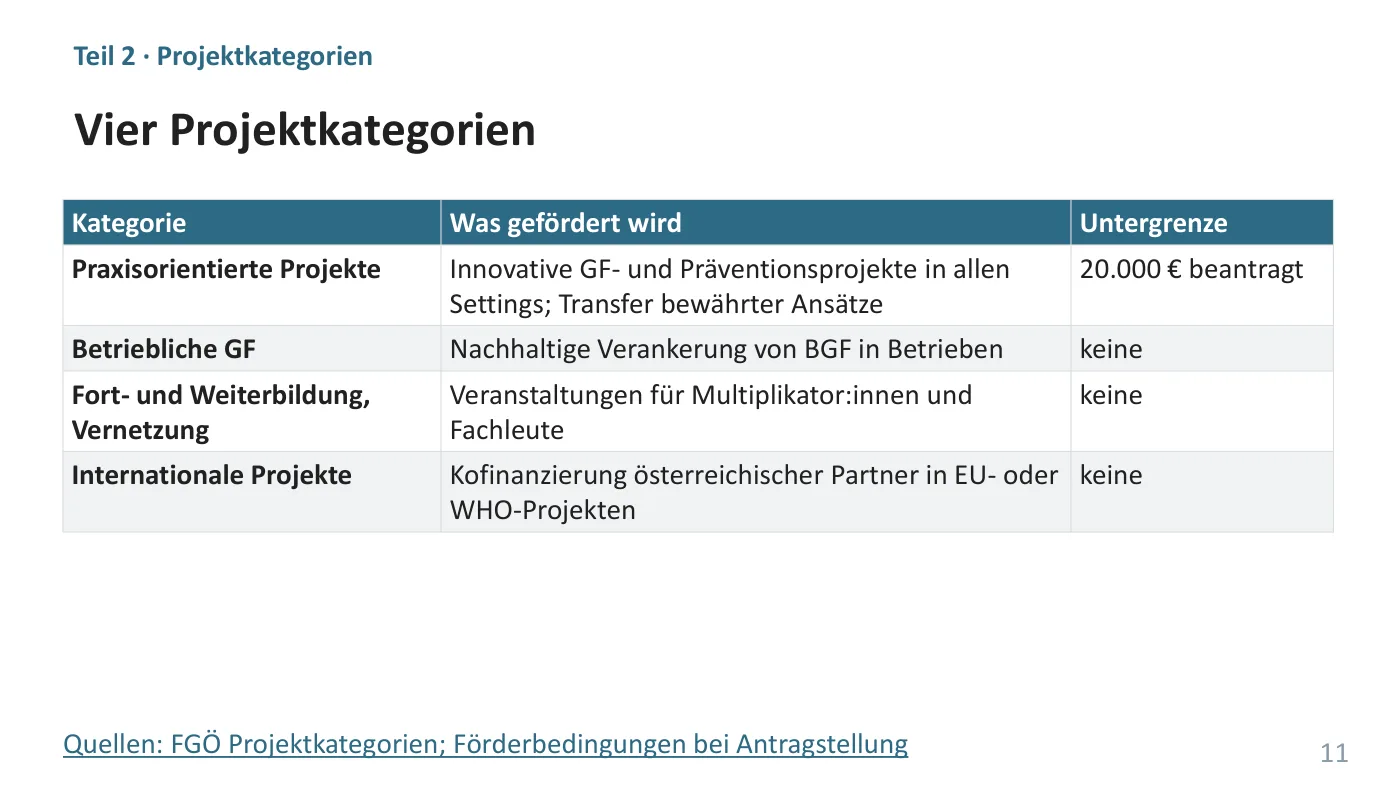 Teil 2 · Projektkategorien
Vier Projektkategorien
Kategorie
Was gefördert wird
Untergrenze
Praxisorientierte Projekte
Innovative GF- und Präventionsprojekte in allen
Settings; Transfer bewährter Ansätze
20.000 € beantragt
Betriebliche GF
Nachhaltige Verankerung von BGF in Betrieben
keine
Fort- und Weiterbildung,
Vernetzung
Veranstaltungen für Multiplikator:innen und
Fachleute
keine
Internationale Projekte
Kofinanzierung österreichischer Partner in EU- oder
WHO-Projekten
keine
Quellen: FGÖ Projektkategorien; Förderbedingungen bei Antragstellung
11